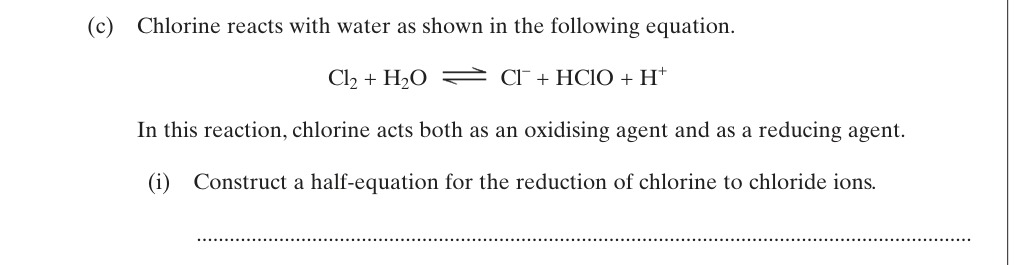 (c) Chlorine reacts with water as shown in the following equation.
Cl₂ + H₂O ⇌ Cl⁻ + HClO + H⁺
In this reaction, chlorine acts both as an oxidising agent and as a reducing agent.
(i) Construct a half-equation for the reduction of chlorine to chloride ions.